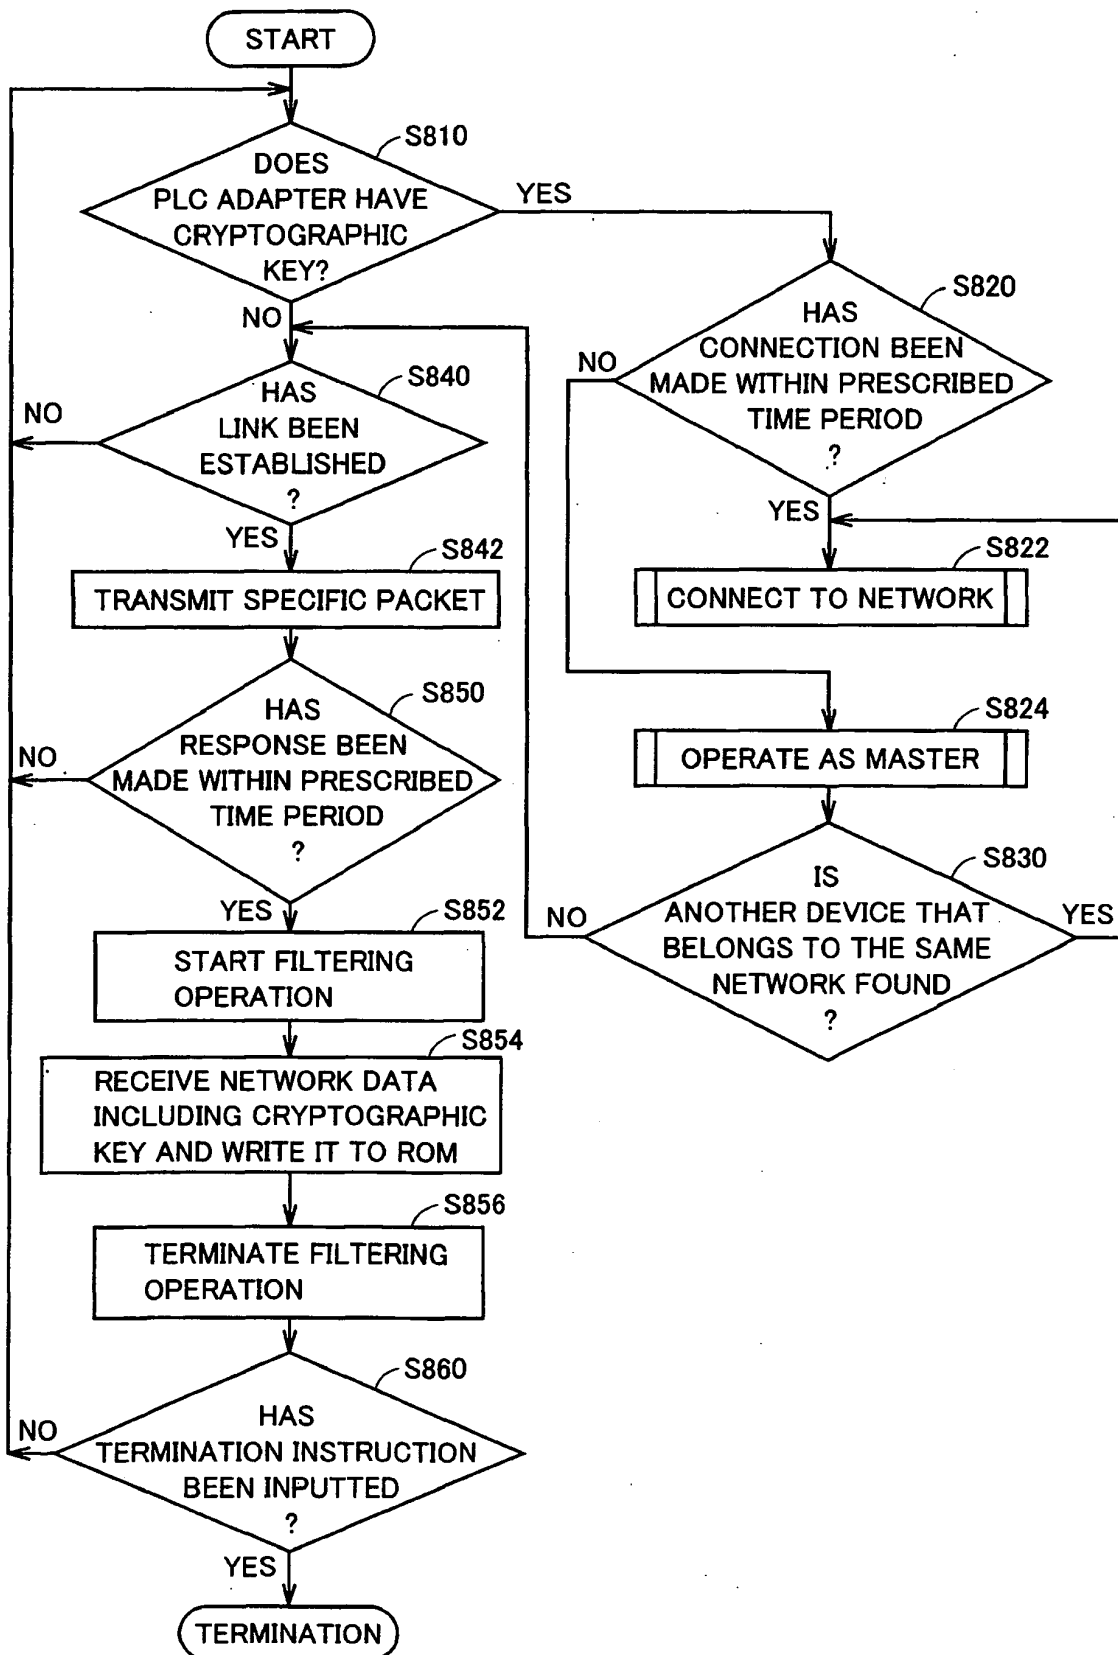 START
S810
DOES
PLC ADAPTER HAVE
CRYPTOGRAPHIC
KEY?
YES
NO
S820
HAS
CONNECTION BEEN
MADE WITHIN PRESCRIBED
TIME PERIOD
?
NO
YES
S840
HAS
LINK BEEN
ESTABLISHED
?
NO
YES
S842
TRANSMIT SPECIFIC PACKET
S822
CONNECT TO NETWORK
S850
HAS
RESPONSE BEEN
MADE WITHIN PRESCRIBED
TIME PERIOD
?
NO
YES
S824
OPERATE AS MASTER
S830
IS
ANOTHER DEVICE THAT
BELONGS TO THE SAME
NETWORK FOUND
?
NO
YES
S852
START FILTERING
OPERATION
S854
RECEIVE NETWORK DATA
INCLUDING CRYPTOGRAPHIC
KEY AND WRITE IT TO ROM
S856
TERMINATE FILTERING
OPERATION
S860
HAS
TERMINATION INSTRUCTION
BEEN INPUTTED
?
NO
YES
TERMINATION